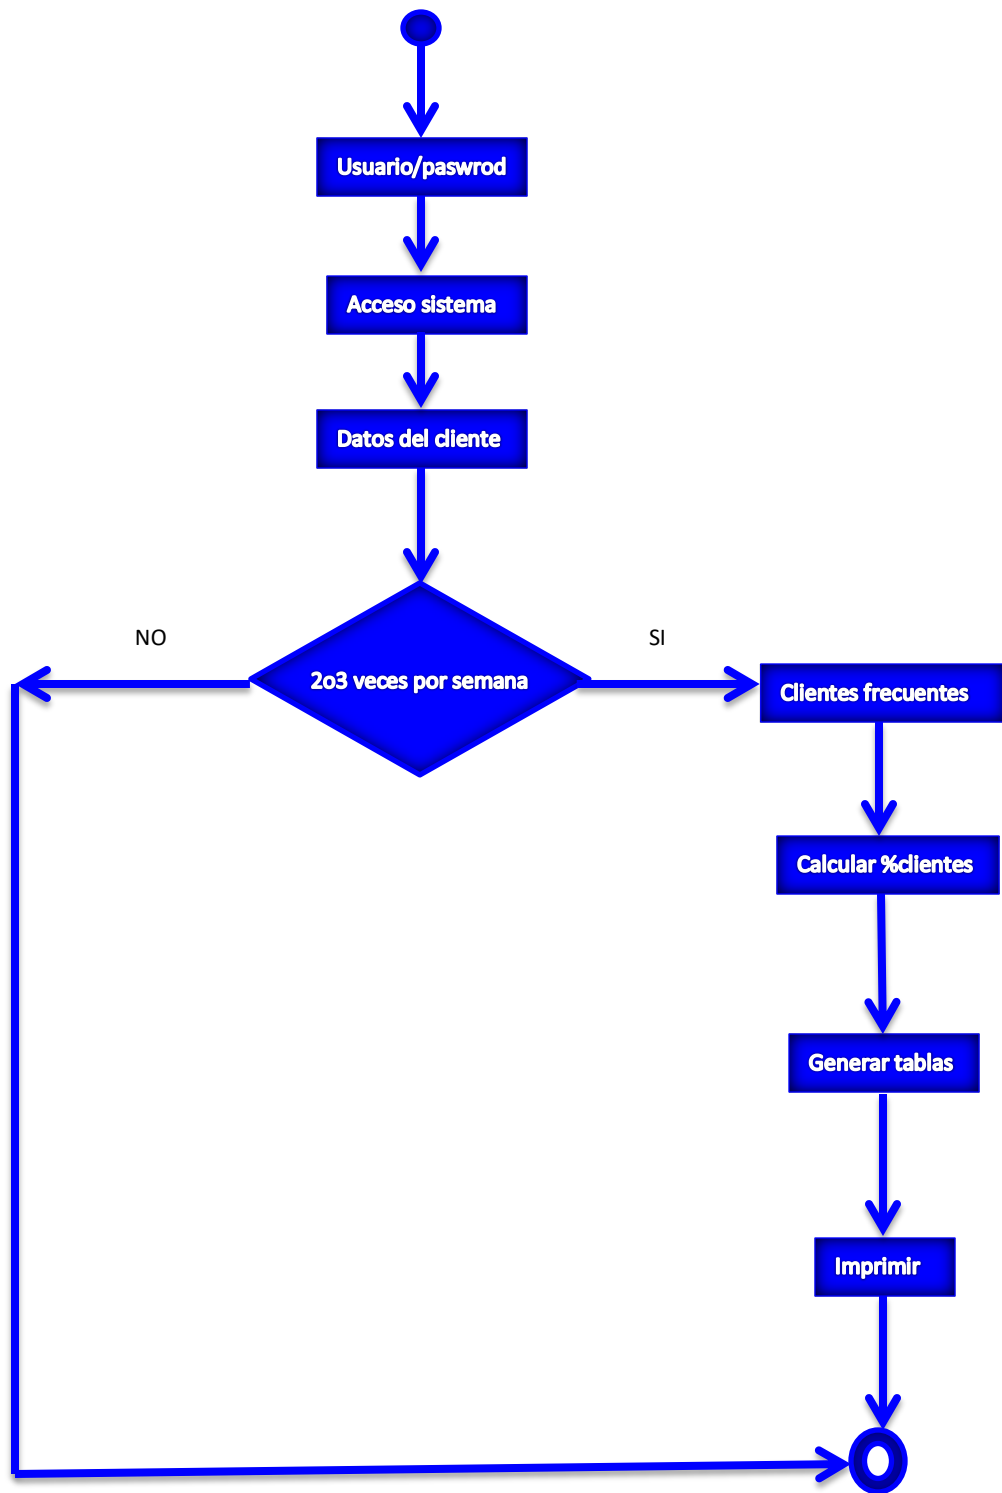 Usuario/paswrod
Acceso sistema
Datos del cliente
NO
SI
2o3 veces por semana
Clientes frecuentes
Calcular %clientes
Generar tablas
Imprimir